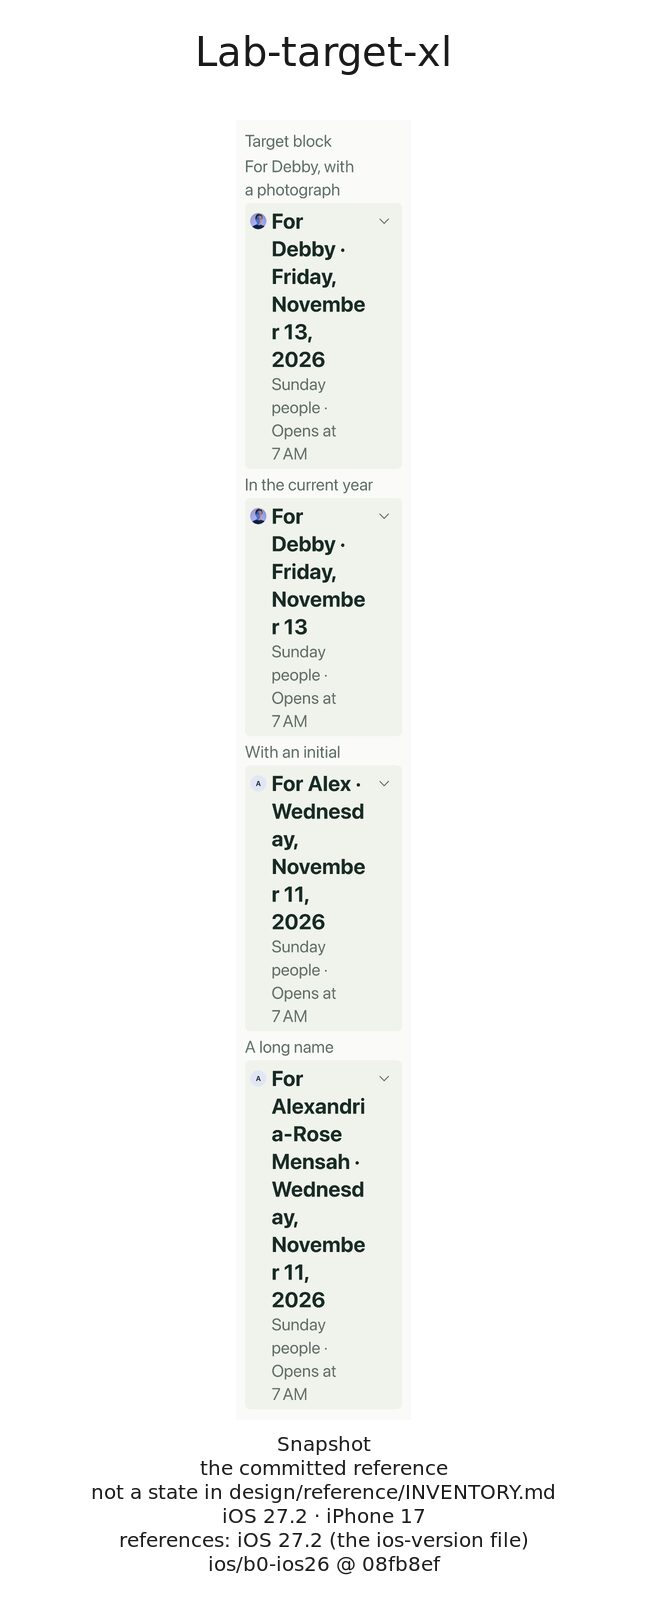 Lab-target-xl
Target block
For Debby, with
a photograph
For
Debby ·
Friday,
Novembe
r 13,
2026
Sunday
people ·
Opens at
7 AM
In the current year
For
Debby ·
Friday,
Novembe
r 13
Sunday
people ·
Opens at
7 AM
With an initial
A For Alex ·
Wednesd
ay,
Novembe
r 11,
2026
Sunday
people ·
Opens at
7 AM
A long name
A For
Alexandri
a-Rose
Mensah ·
Wednesd
ay,
Novembe
r 11,
2026
Sunday
people ·
Opens at
7 AM
Snapshot
the committed reference
not a state in design/reference/INVENTORY.md
iOS 27.2 · iPhone 17
references: iOS 27.2 (the ios-version file)
ios/b0-ios26 @ 08fb8ef